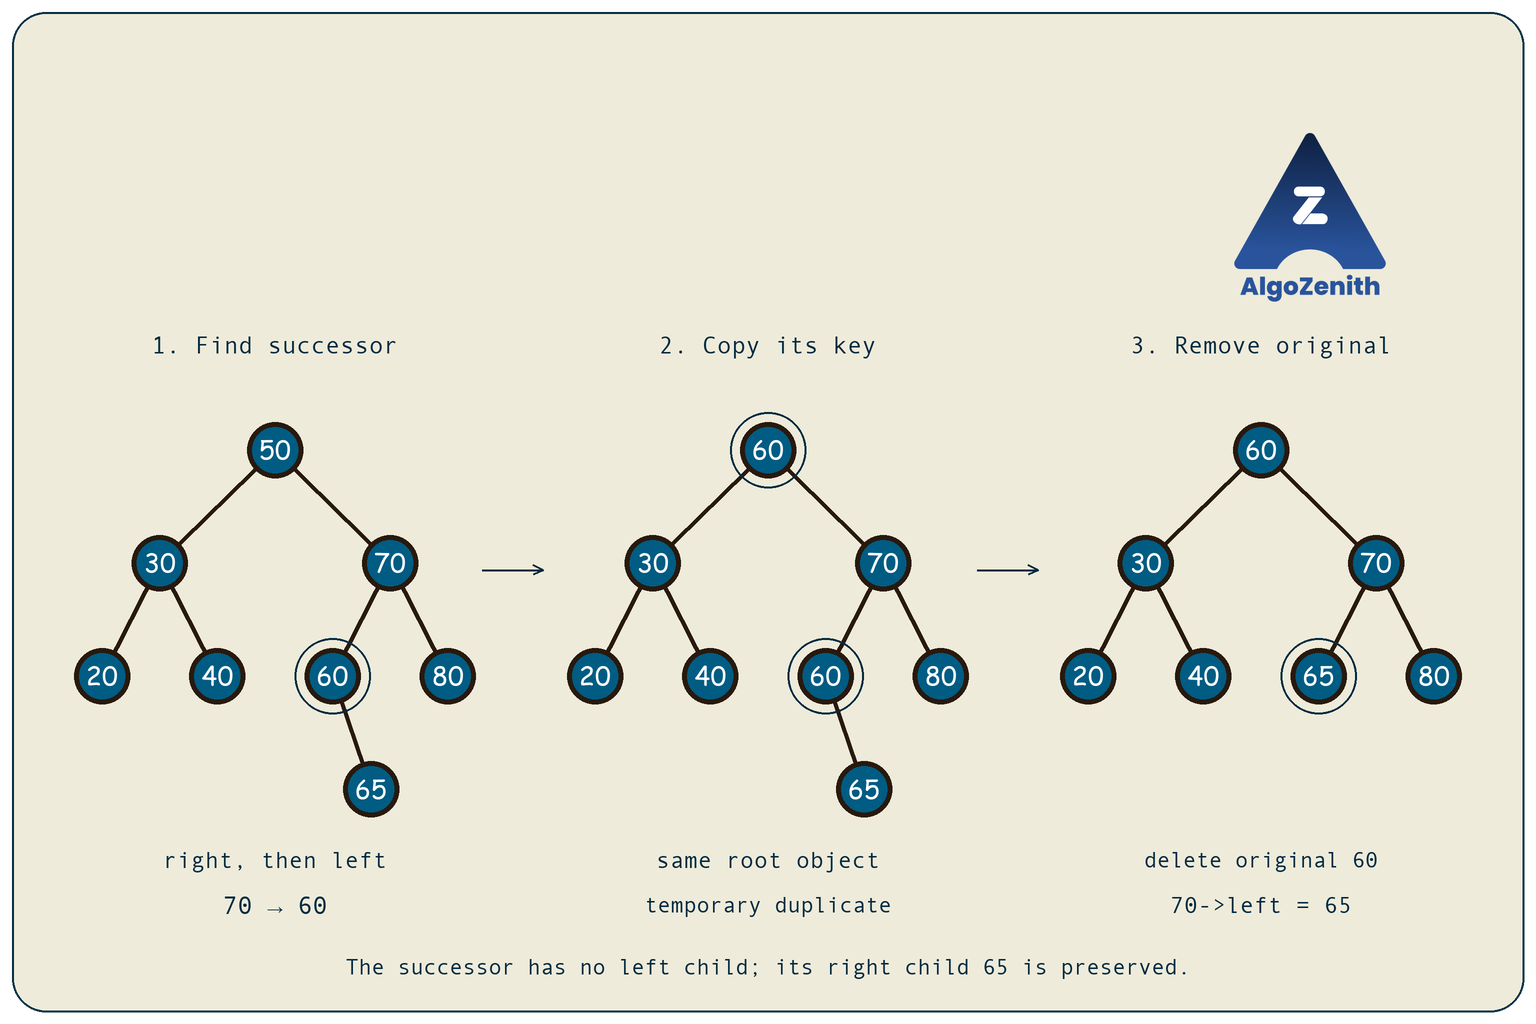 Z
AlgoZenith
1. Find successor
2. Copy its key
3. Remove original
50
60
60
30
70
30
70
30
70
20
40
60
80
20
40
60
80
20
40
65
80
65
65
right, then left
same root object
delete original 60
70 → 60
temporary duplicate
70->left = 65
The successor has no left child; its right child 65 is preserved.